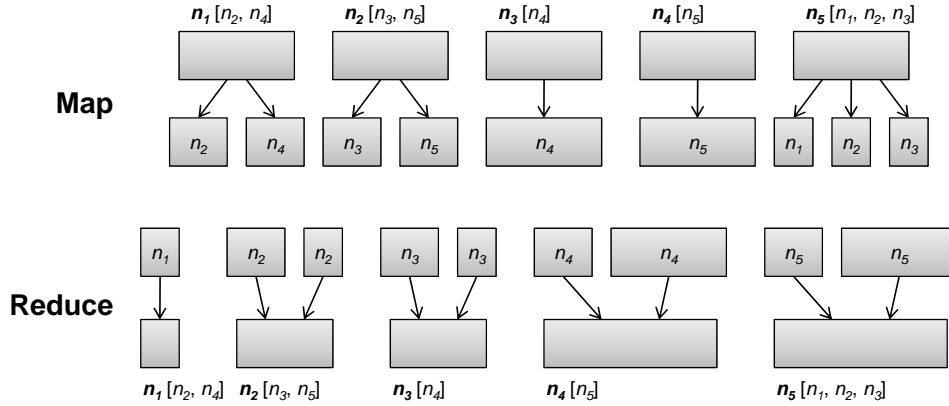 n1 [n2, n4] n2 [n3, n5] n3 [n4] n4 [n5] n5 [n1, n2, n3]
Map
n2 n4 n3 n5 n4 n5 n1 n2 n3
n1 n2 n2 n3 n3 n4 n4 n5 n5
Reduce
n1 [n2, n4] n2 [n3, n5] n3 [n4] n4 [n5] n5 [n1, n2, n3]